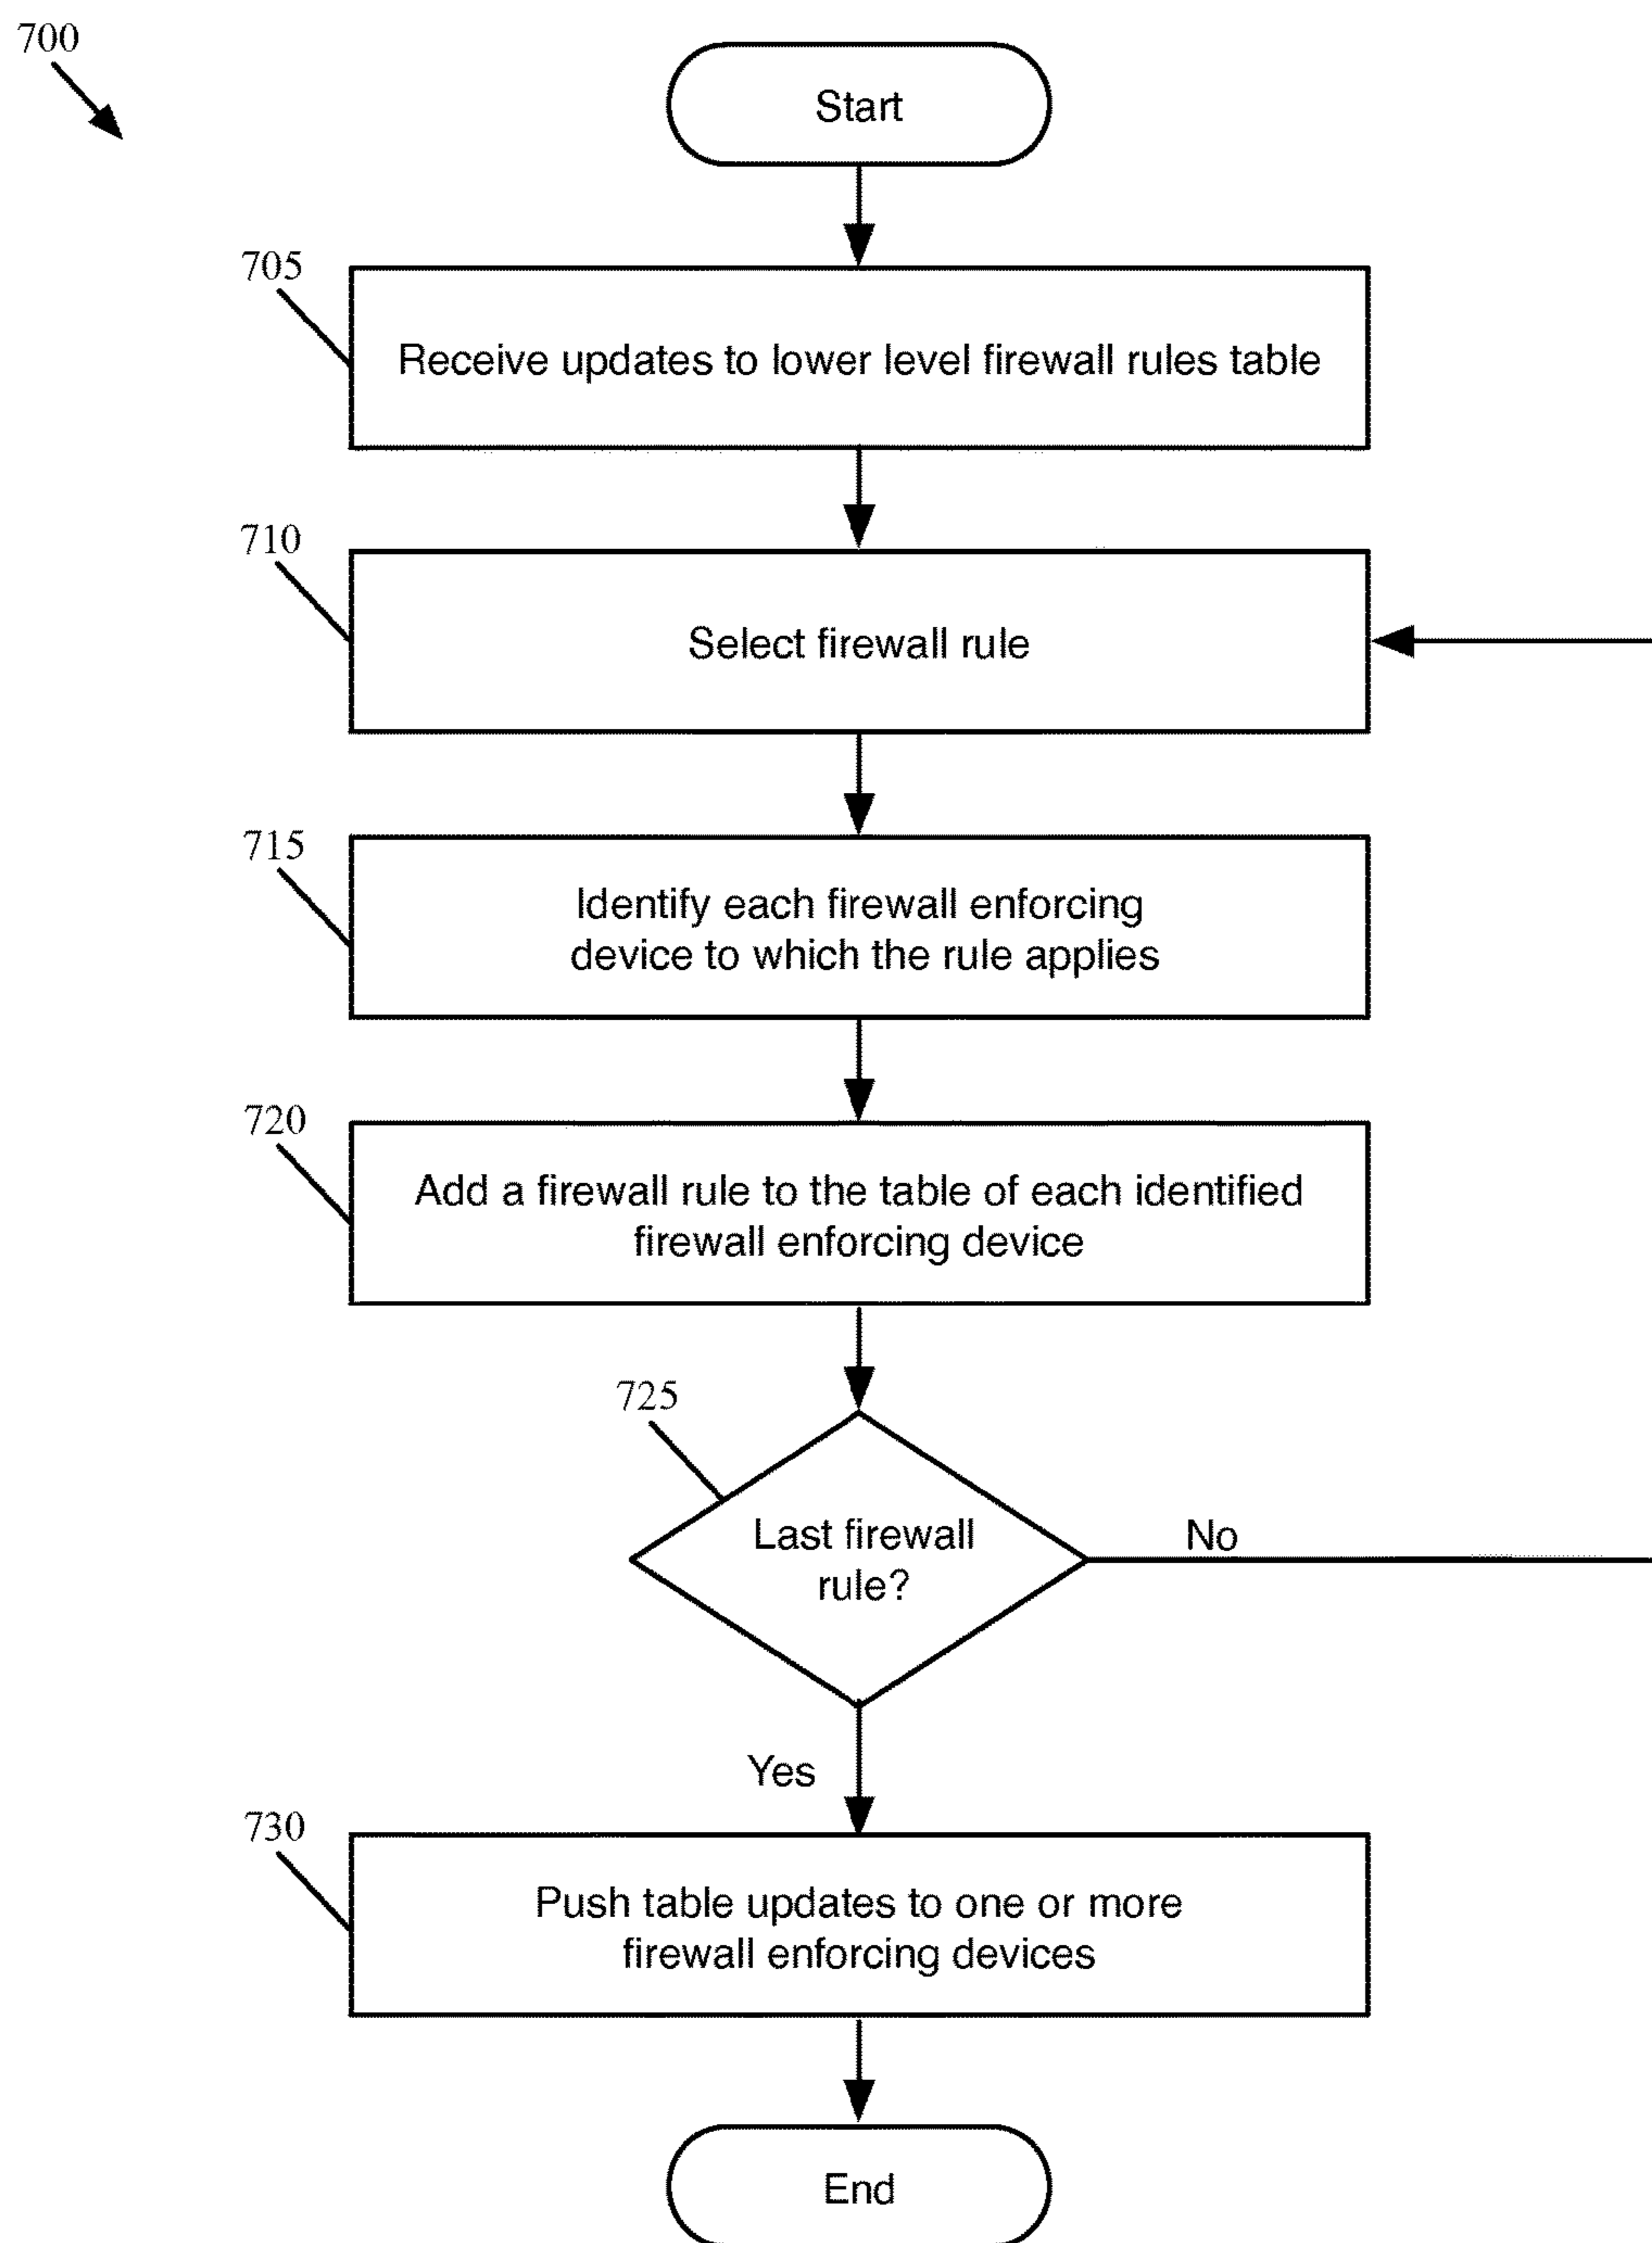 700
Start
705
Receive updates to lower level firewall rules table
710
Select firewall rule
715
Identify each firewall enforcing
device to which the rule applies
720
Add a firewall rule to the table of each identified
firewall enforcing device
725
Last firewall
rule?
No
Yes
730
Push table updates to one or more
firewall enforcing devices
End